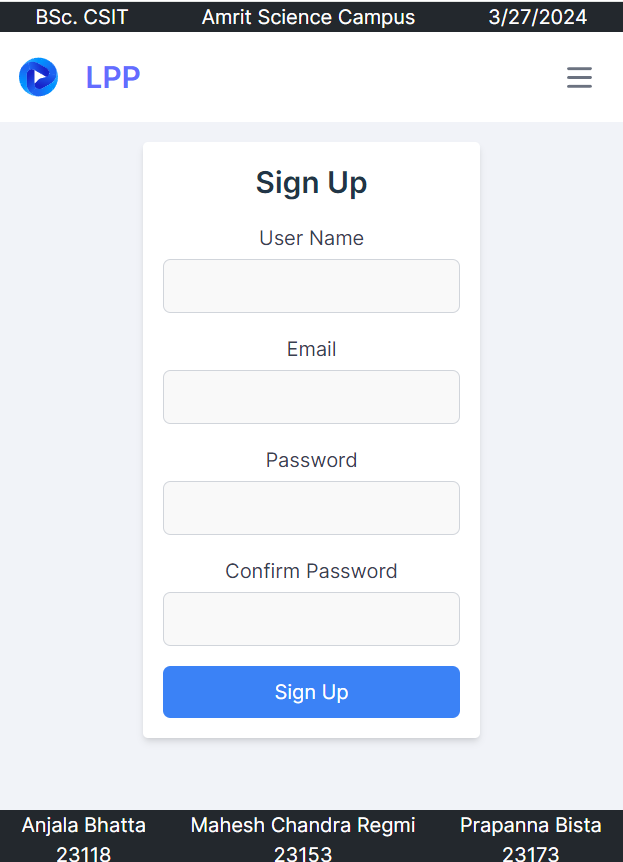 BSc. CSIT Amrit Science Campus 3/27/2024
LPP
Sign Up
User Name
Email
Password
Confirm Password
Sign Up
Anjala Bhatta Mahesh Chandra Regmi Prapanna Bista
23118 23153 23173